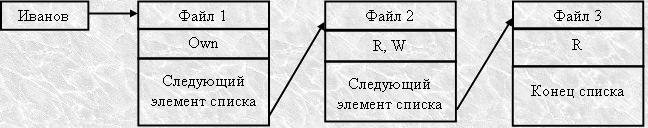 Иванов
Файл 1
Own
Следующий
элемент списка
Файл 2
R, W
Следующий
элемент списка
Файл 3
R
Конец списка